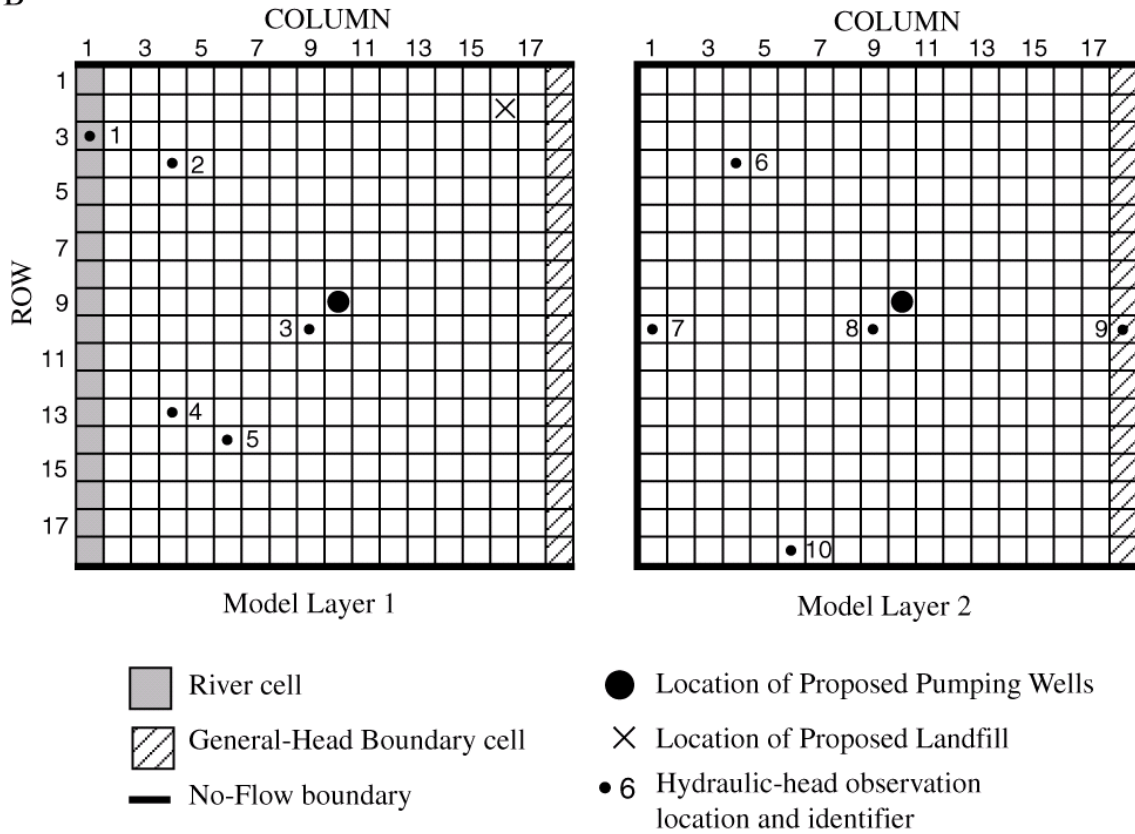 B
COLUMN
1 3 5 7 9 11 13 15 17
ROW
1
3
5
7
9
11
13
15
17
1
2
3
4
5
Model Layer 1
COLUMN
1 3 5 7 9 11 13 15 17
6
7
8
9
10
Model Layer 2
River cell
General-Head Boundary cell
No-Flow boundary
Location of Proposed Pumping Wells
Location of Proposed Landfill
6 Hydraulic-head observation
location and identifier